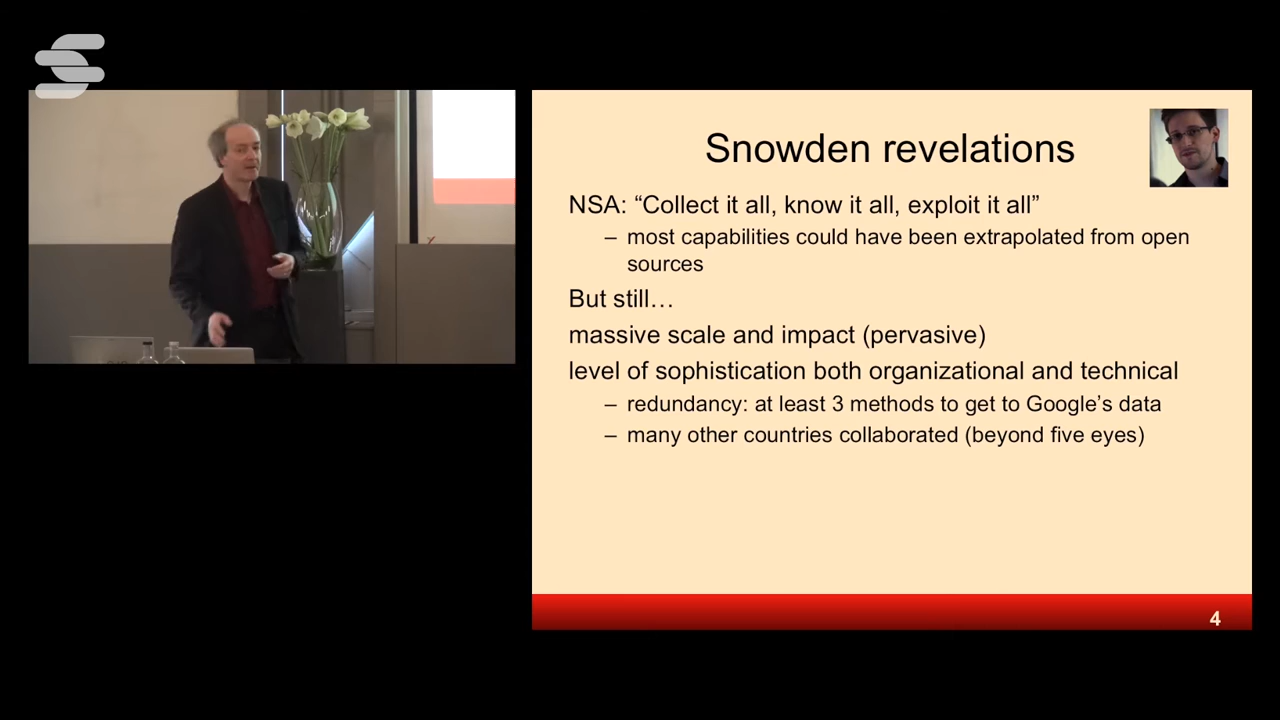 Snowden revelations
NSA: “Collect it all, know it all, exploit it all”
– most capabilities could have been extrapolated from open
sources
But still…
massive scale and impact (pervasive)
level of sophistication both organizational and technical
– redundancy: at least 3 methods to get to Google’s data
– many other countries collaborated (beyond five eyes)
4